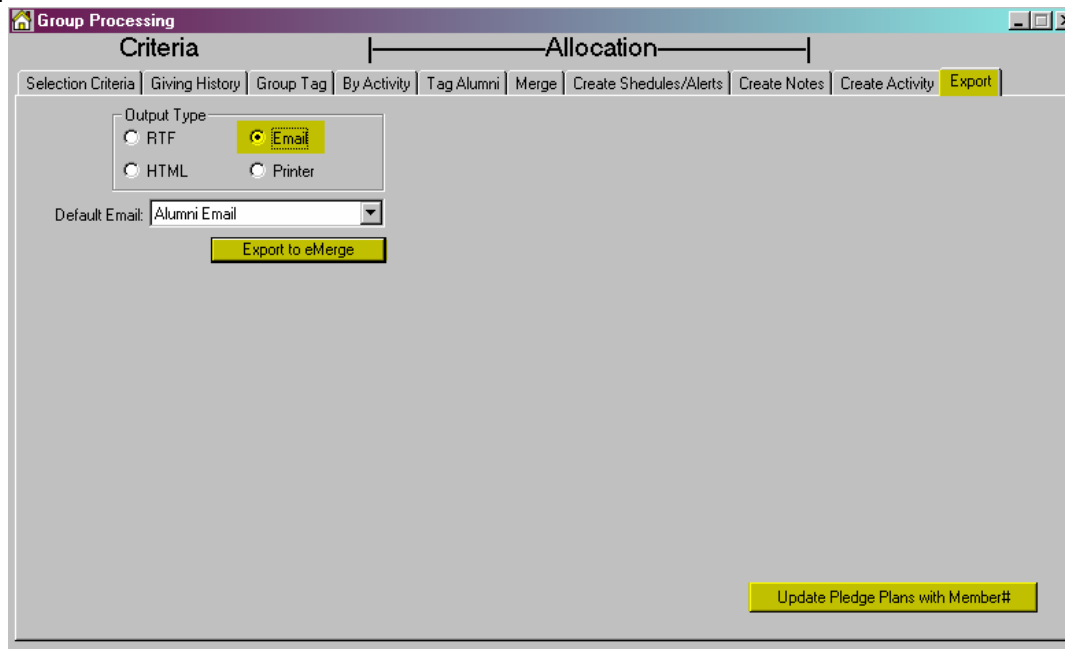 Group Processing
Criteria |—Allocation—|
Selection Criteria Giving History Group Tag By Activity Tag Alumni Merge Create Shedules/Alerts Create Notes Create Activity Export
Output Type
RTF Email
HTML Printer
Default Email: Alumni Email
Export to eMerge
Update Pledge Plans with Member#